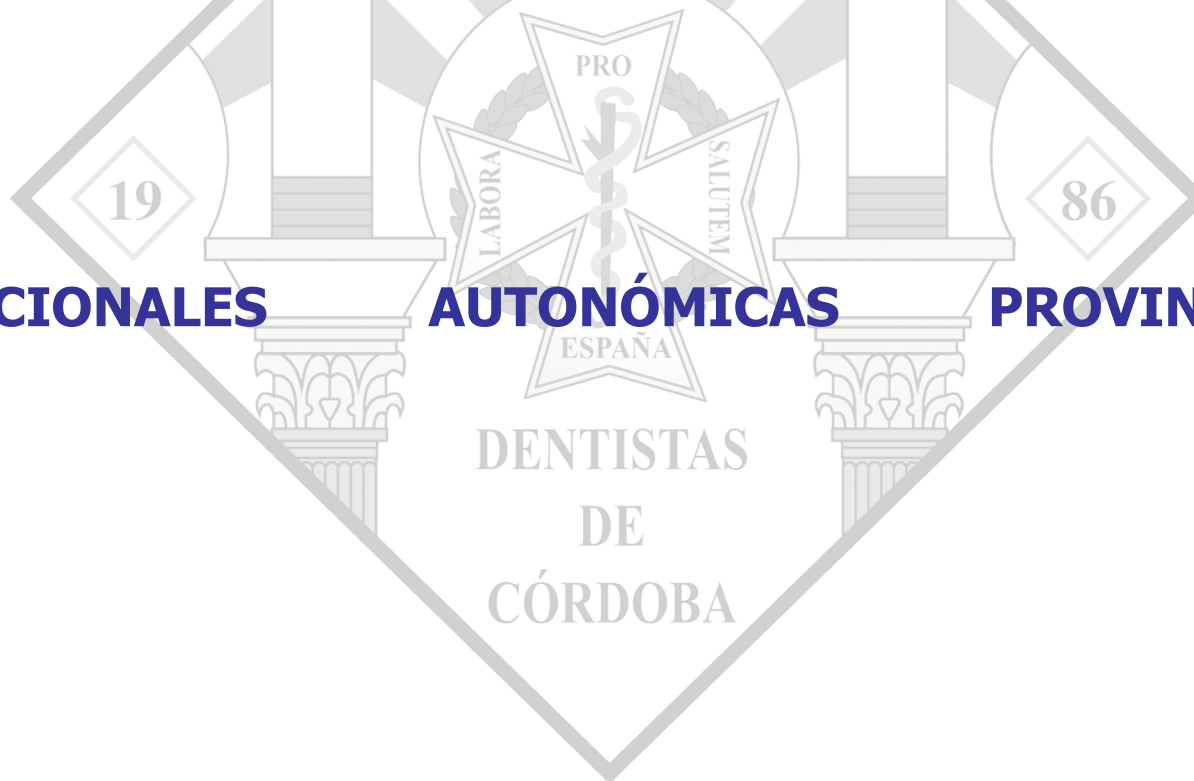 PRO
LABORA
SALUTEM
19
86
CIONALES AUTONÓMICAS PROVIN
ESPAÑA
DENTISTAS
DE
CÓRDOBA